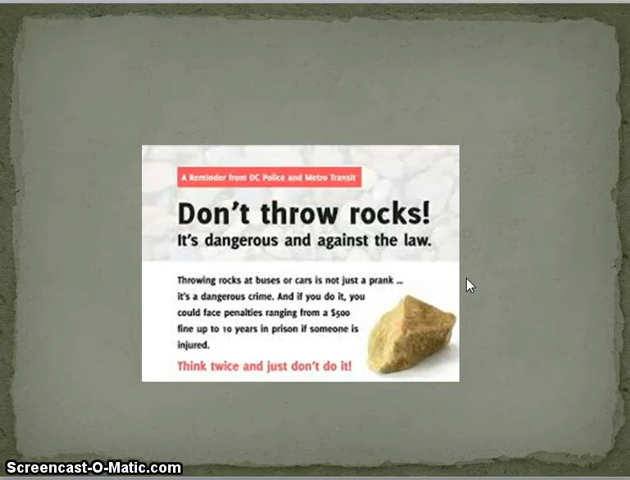 A Reminder from DC Police and Metro Transit
Don't throw rocks!
It's dangerous and against the law.
Throwing rocks at buses or cars is not just a prank ...
it's a dangerous crime. And if you do it, you
could face penalties ranging from a $500
fine up to 10 years in prison if someone is
injured.
Think twice and just don't do it!
Screencast-O-Matic.com